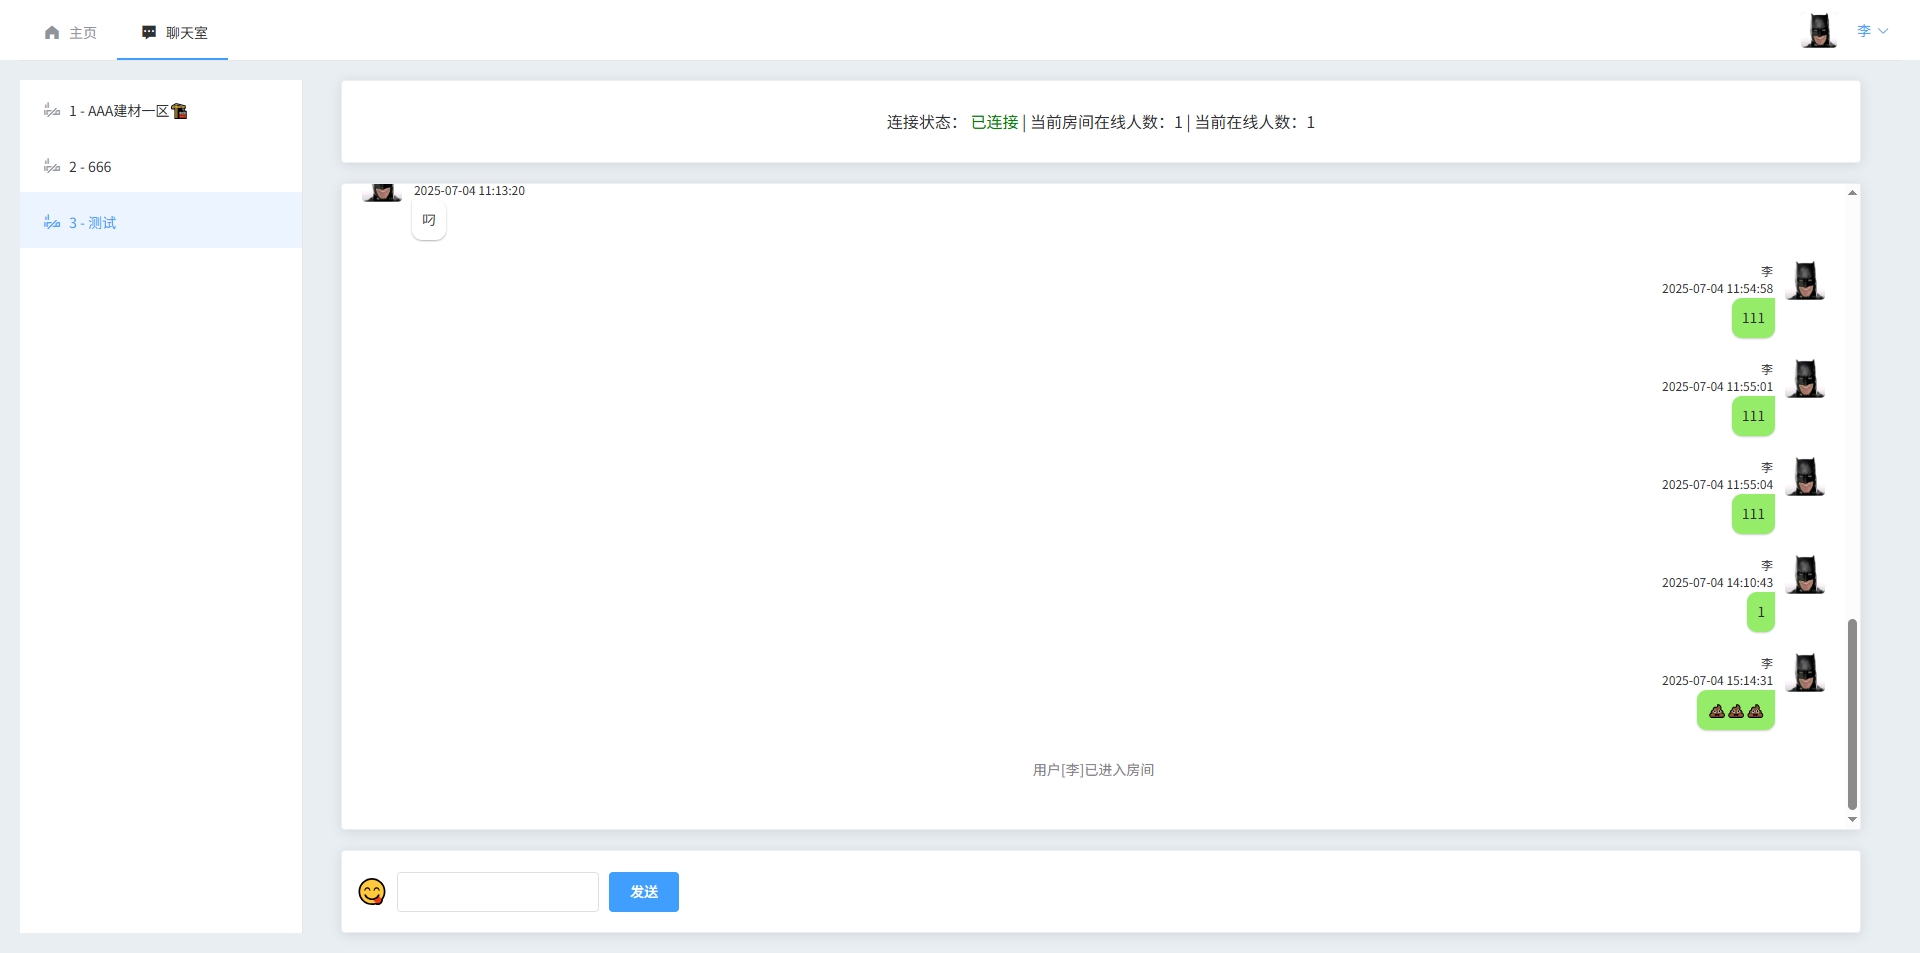 主页
聊天室
李
1 - AAA建材一区🏗
2 - 666
3 - 测试
连接状态： 已连接 | 当前房间在线人数：1 | 当前在线人数：1
2025-07-04 11:13:20
叼
李
2025-07-04 11:54:58
111
李
2025-07-04 11:55:01
111
李
2025-07-04 11:55:04
111
李
2025-07-04 14:10:43
1
李
2025-07-04 15:14:31
💩💩💩
用户[李]已进入房间
😋
发送